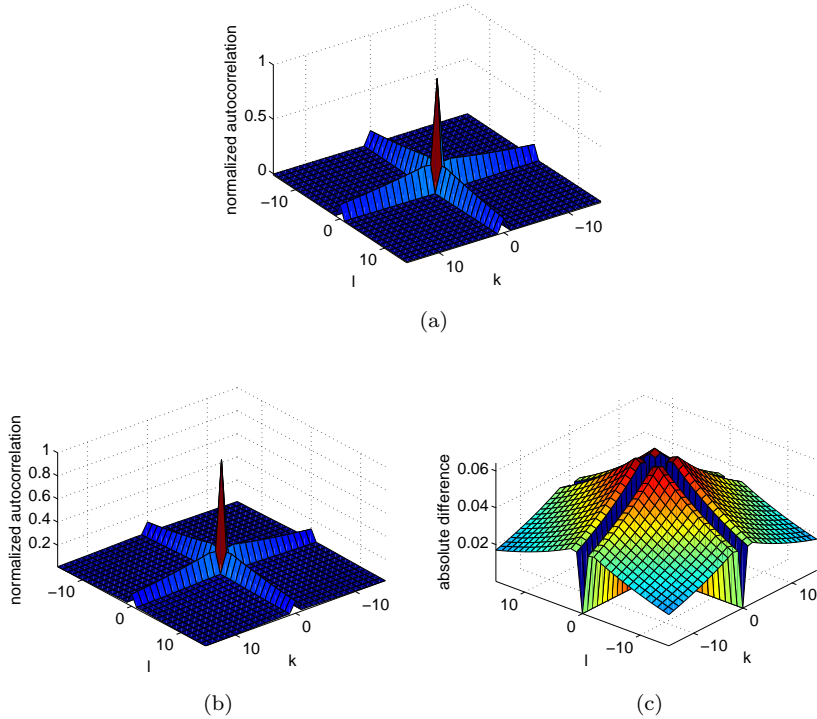 normalized autocorrelation
1
0.5
0
−10
0
10
l
10
0
−10
k
(a)
normalized autocorrelation
1
0.8
0.6
0.4
0.2
−10
0
10
l
10
0
−10
k
(b)
absolute difference
0.06
0.04
0.02
10
0
−10
l
−10
0
10
k
(c)